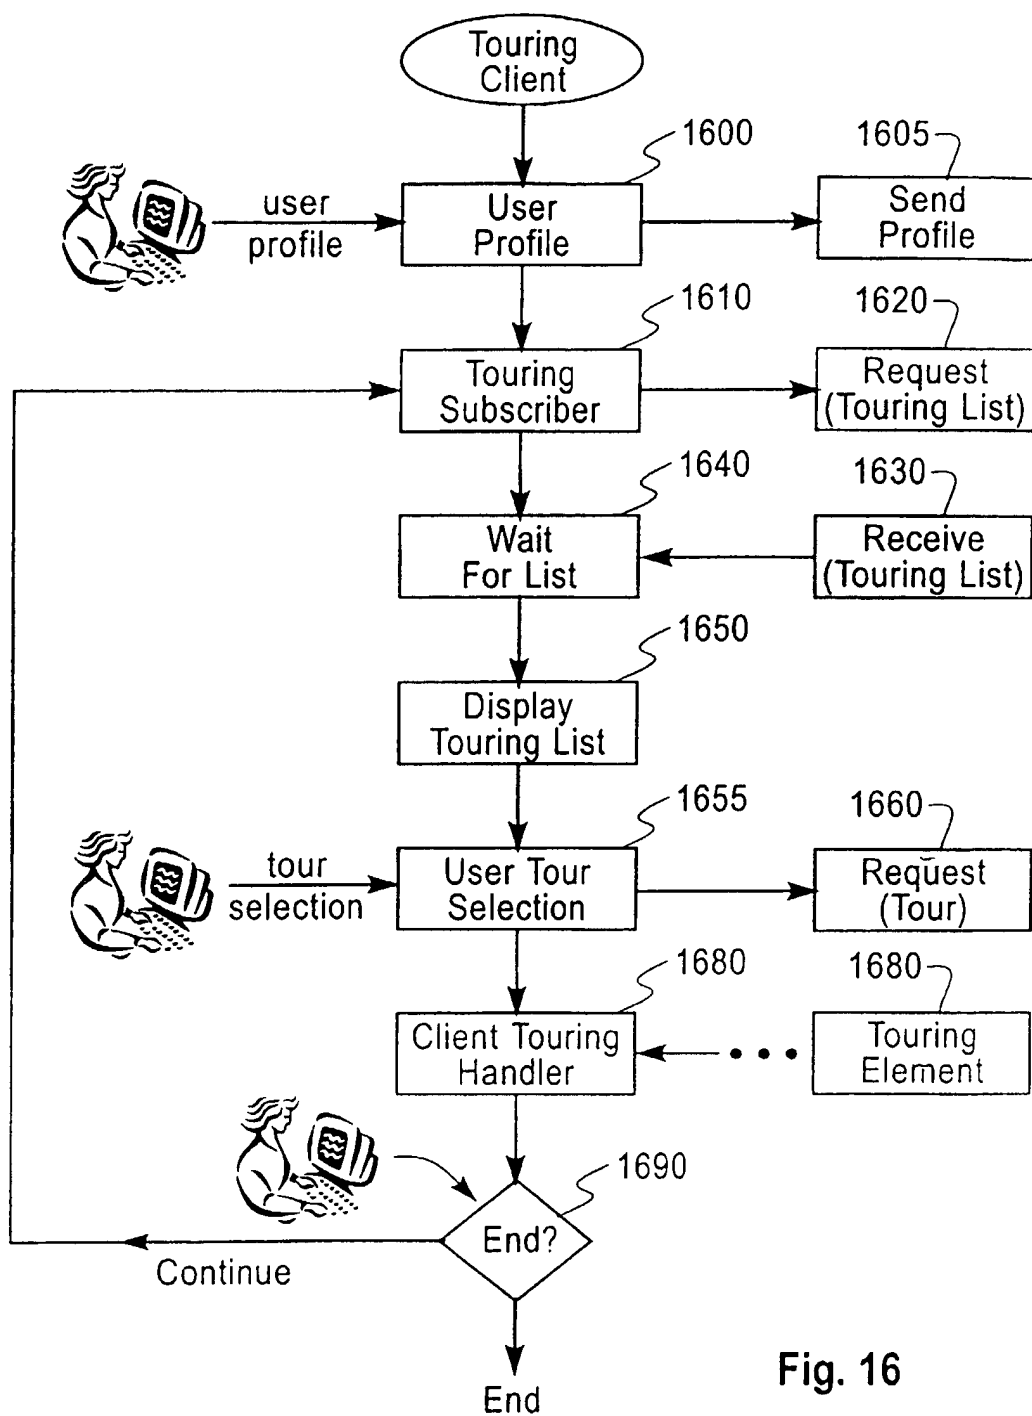 Touring
Client
1600
1605
user
profile
User
Profile
Send
Profile
1610
1620
Touring
Subscriber
Request
(Touring List)
1640
1630
Wait
For List
Receive
(Touring List)
1650
Display
Touring List
1655
1660
tour
selection
User Tour
Selection
Request
(Tour)
1680
1680
Client Touring
Handler
Touring
Element
1690
End?
Continue
End
Fig. 16